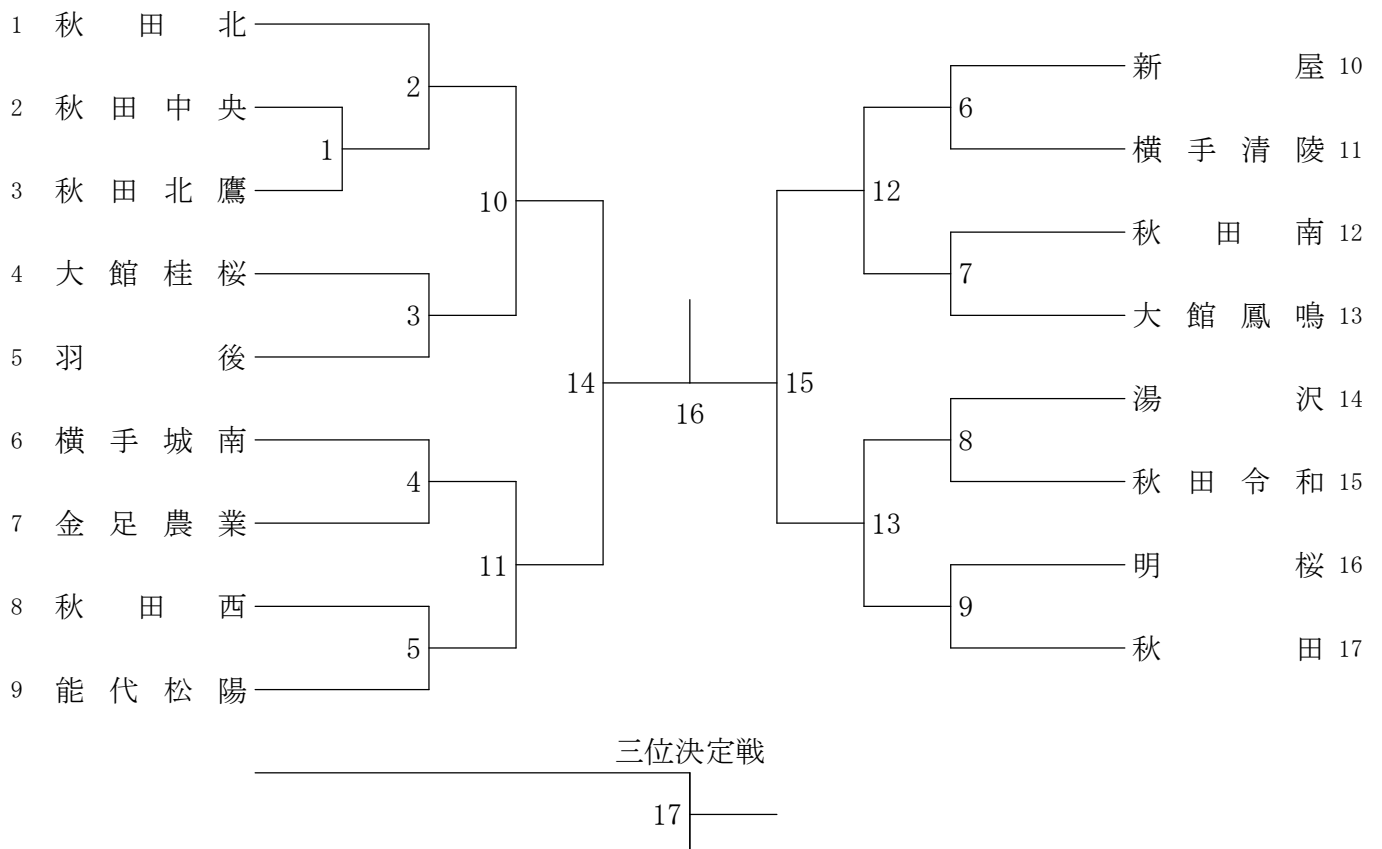 1 秋田北
2 秋田中央
3 秋田北鷹
4 大館桂桜
5 羽後
6 横手城南
7 金足農業
8 秋田西
9 能代松陽
1
2
3
4
5
10
11
14
16
15
12
13
6
7
8
9
新屋 10
横手清陵 11
秋田南 12
大館鳳鳴 13
湯沢 14
秋田令和 15
明桜 16
秋田 17
三位決定戦
17